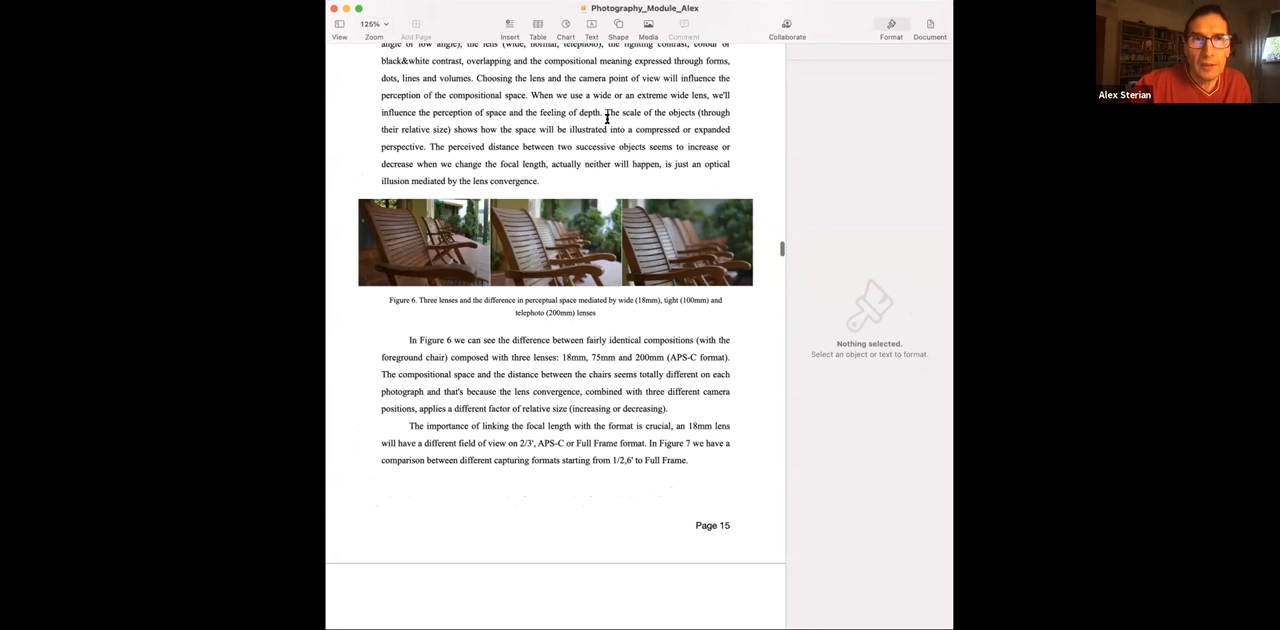 Photography_Module_Alex
125%
View
Zoom
Add Page
Insert
Table
Chart
Text
Shape
Media
Comment
Collaborate
Format
Document
angle or low angle), the lens (wide, normal, telephoto), the lighting contrast, colour or
black&white contrast, overlapping and the compositional meaning expressed through forms,
dots, lines and volumes. Choosing the lens and the camera point of view will influence the
perception of the compositional space. When we use a wide or an extreme wide lens, we'll
influence the perception of space and the feeling of depth. The scale of the objects (through
their relative size) shows how the space will be illustrated into a compressed or expanded
perspective. The perceived distance between two successive objects seems to increase or
decrease when we change the focal length, actually neither will happen, is just an optical
illusion mediated by the lens convergence.
Figure 6. Three lenses and the difference in perceptual space mediated by wide (18mm), tight (100mm) and
telephoto (200mm) lenses
In Figure 6 we can see the difference between fairly identical compositions (with the
foreground chair) composed with three lenses: 18mm, 75mm and 200mm (APS-C format).
The compositional space and the distance between the chairs seems totally different on each
photograph and that's because the lens convergence, combined with three different camera
positions, applies a different factor of relative size (increasing or decreasing).
The importance of linking the focal length with the format is crucial, an 18mm lens
will have a different field of view on 2/3', APS-C or Full Frame format. In Figure 7 we have a
comparison between different capturing formats starting from 1/2,6' to Full Frame.
Page 15
Nothing selected.
Select an object or text to format.
Alex Sterian